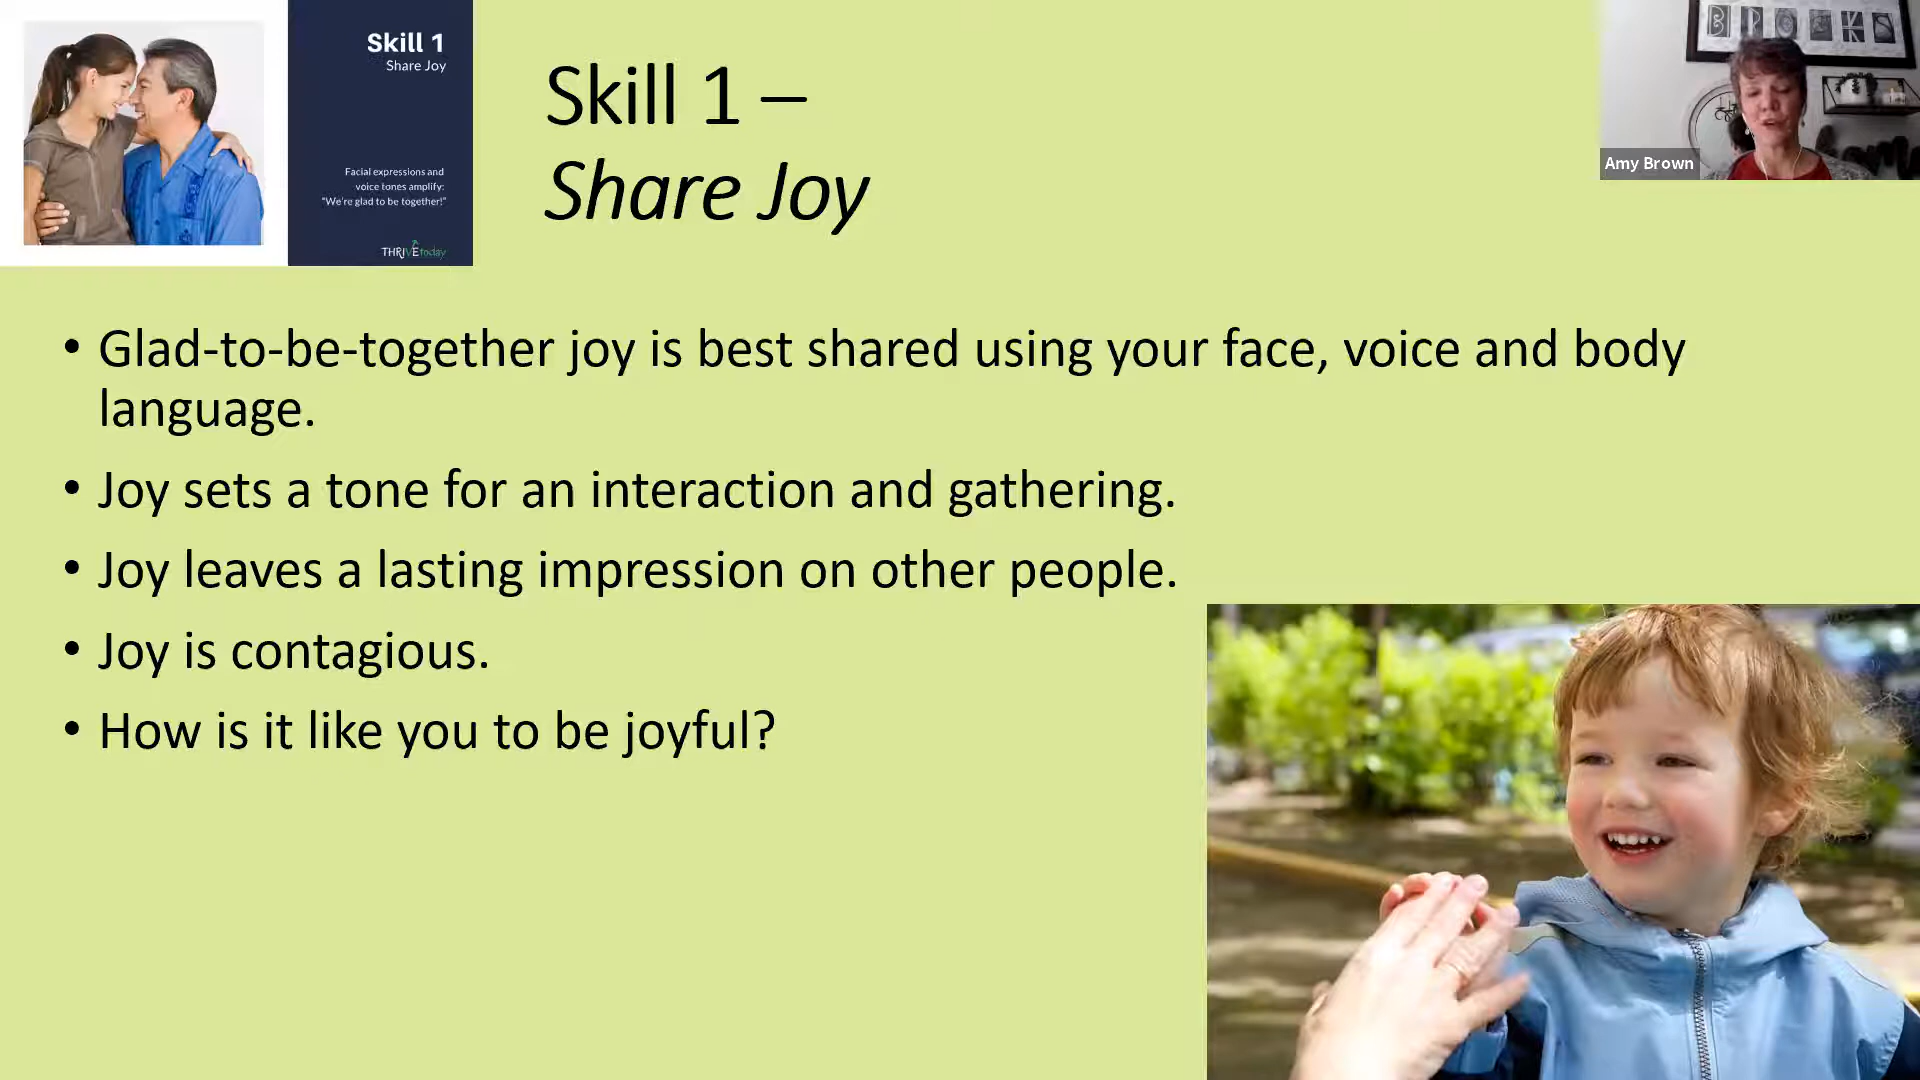 Skill 1
Share Joy
Facial expressions and
voice tones amplify:
"We're glad to be together!"
THRIVEtoday
Skill 1 –
Share Joy
BROOKS
Amy Brown
• Glad-to-be-together joy is best shared using your face, voice and body
language.
• Joy sets a tone for an interaction and gathering.
• Joy leaves a lasting impression on other people.
• Joy is contagious.
• How is it like you to be joyful?